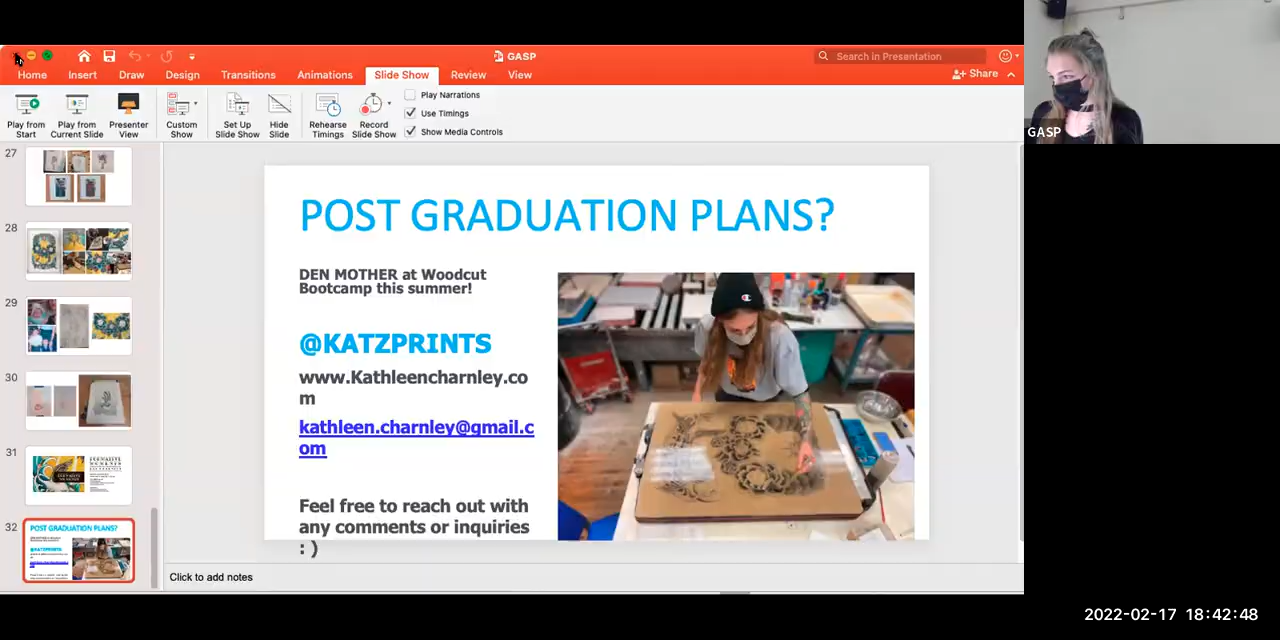 GASP
Search in Presentation
Home Insert Draw Design Transitions Animations Slide Show Review View
Share
Play from Start
Play from Current Slide
Presenter View
Custom Show
Set Up Slide Show
Hide Slide
Rehearse Timings
Record Slide Show
Play Narrations
Use Timings
Show Media Controls
GASP
27
28
29
30
31
32
POST GRADUATION PLANS?
POST GRADUATION PLANS?
DEN MOTHER at Woodcut
Bootcamp this summer!
@KATZPRINTS
www.Kathleencharnley.co
m
kathleen.charnley@gmail.c
om
Feel free to reach out with
any comments or inquiries
: )
Click to add notes
2022-02-17 18:42:48